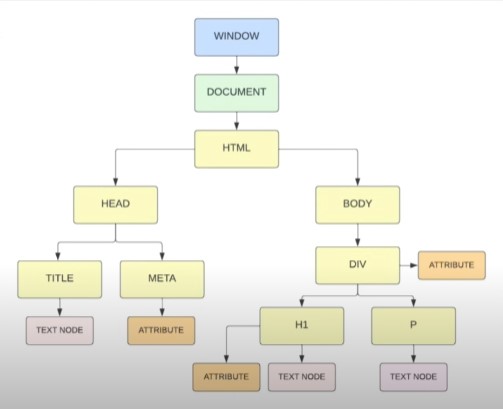 WINDOW
DOCUMENT
HTML
HEAD
BODY
TITLE
META
DIV
ATTRIBUTE
TEXT NODE
ATTRIBUTE
H1
P
ATTRIBUTE
TEXT NODE
TEXT NODE